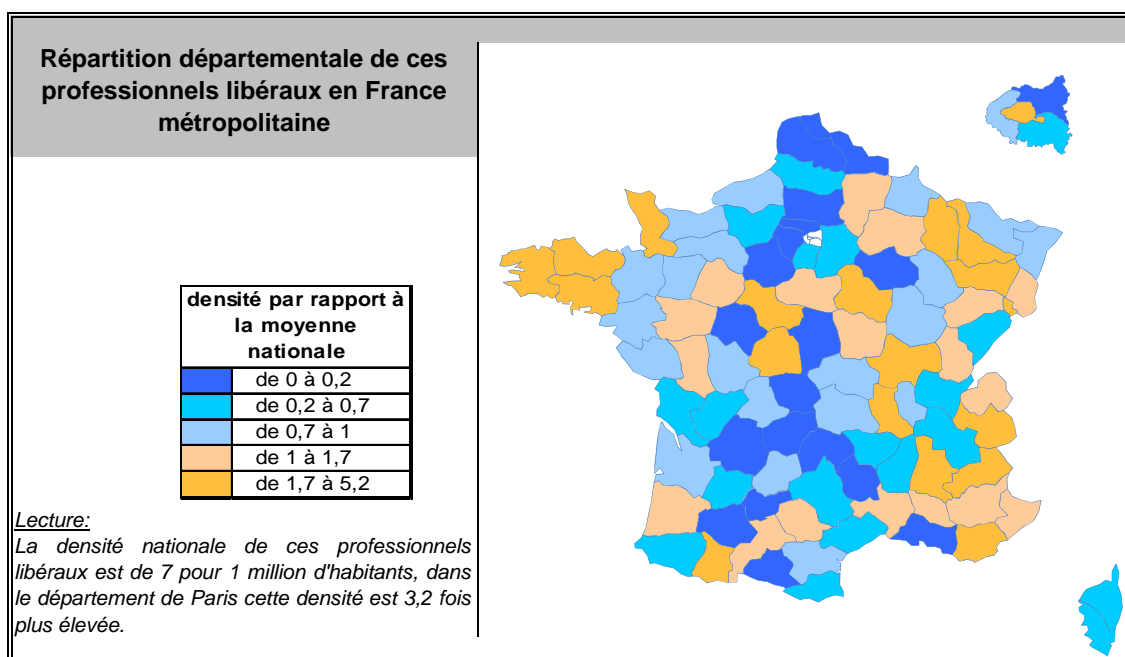 Répartition départementale de ces
professionnels libéraux en France
métropolitaine
densité par rapport à
la moyenne
nationale
de 0 à 0,2
de 0,2 à 0,7
de 0,7 à 1
de 1 à 1,7
de 1,7 à 5,2
Lecture:
La densité nationale de ces professionnels
libéraux est de 7 pour 1 million d'habitants, dans
le département de Paris cette densité est 3,2 fois
plus élevée.